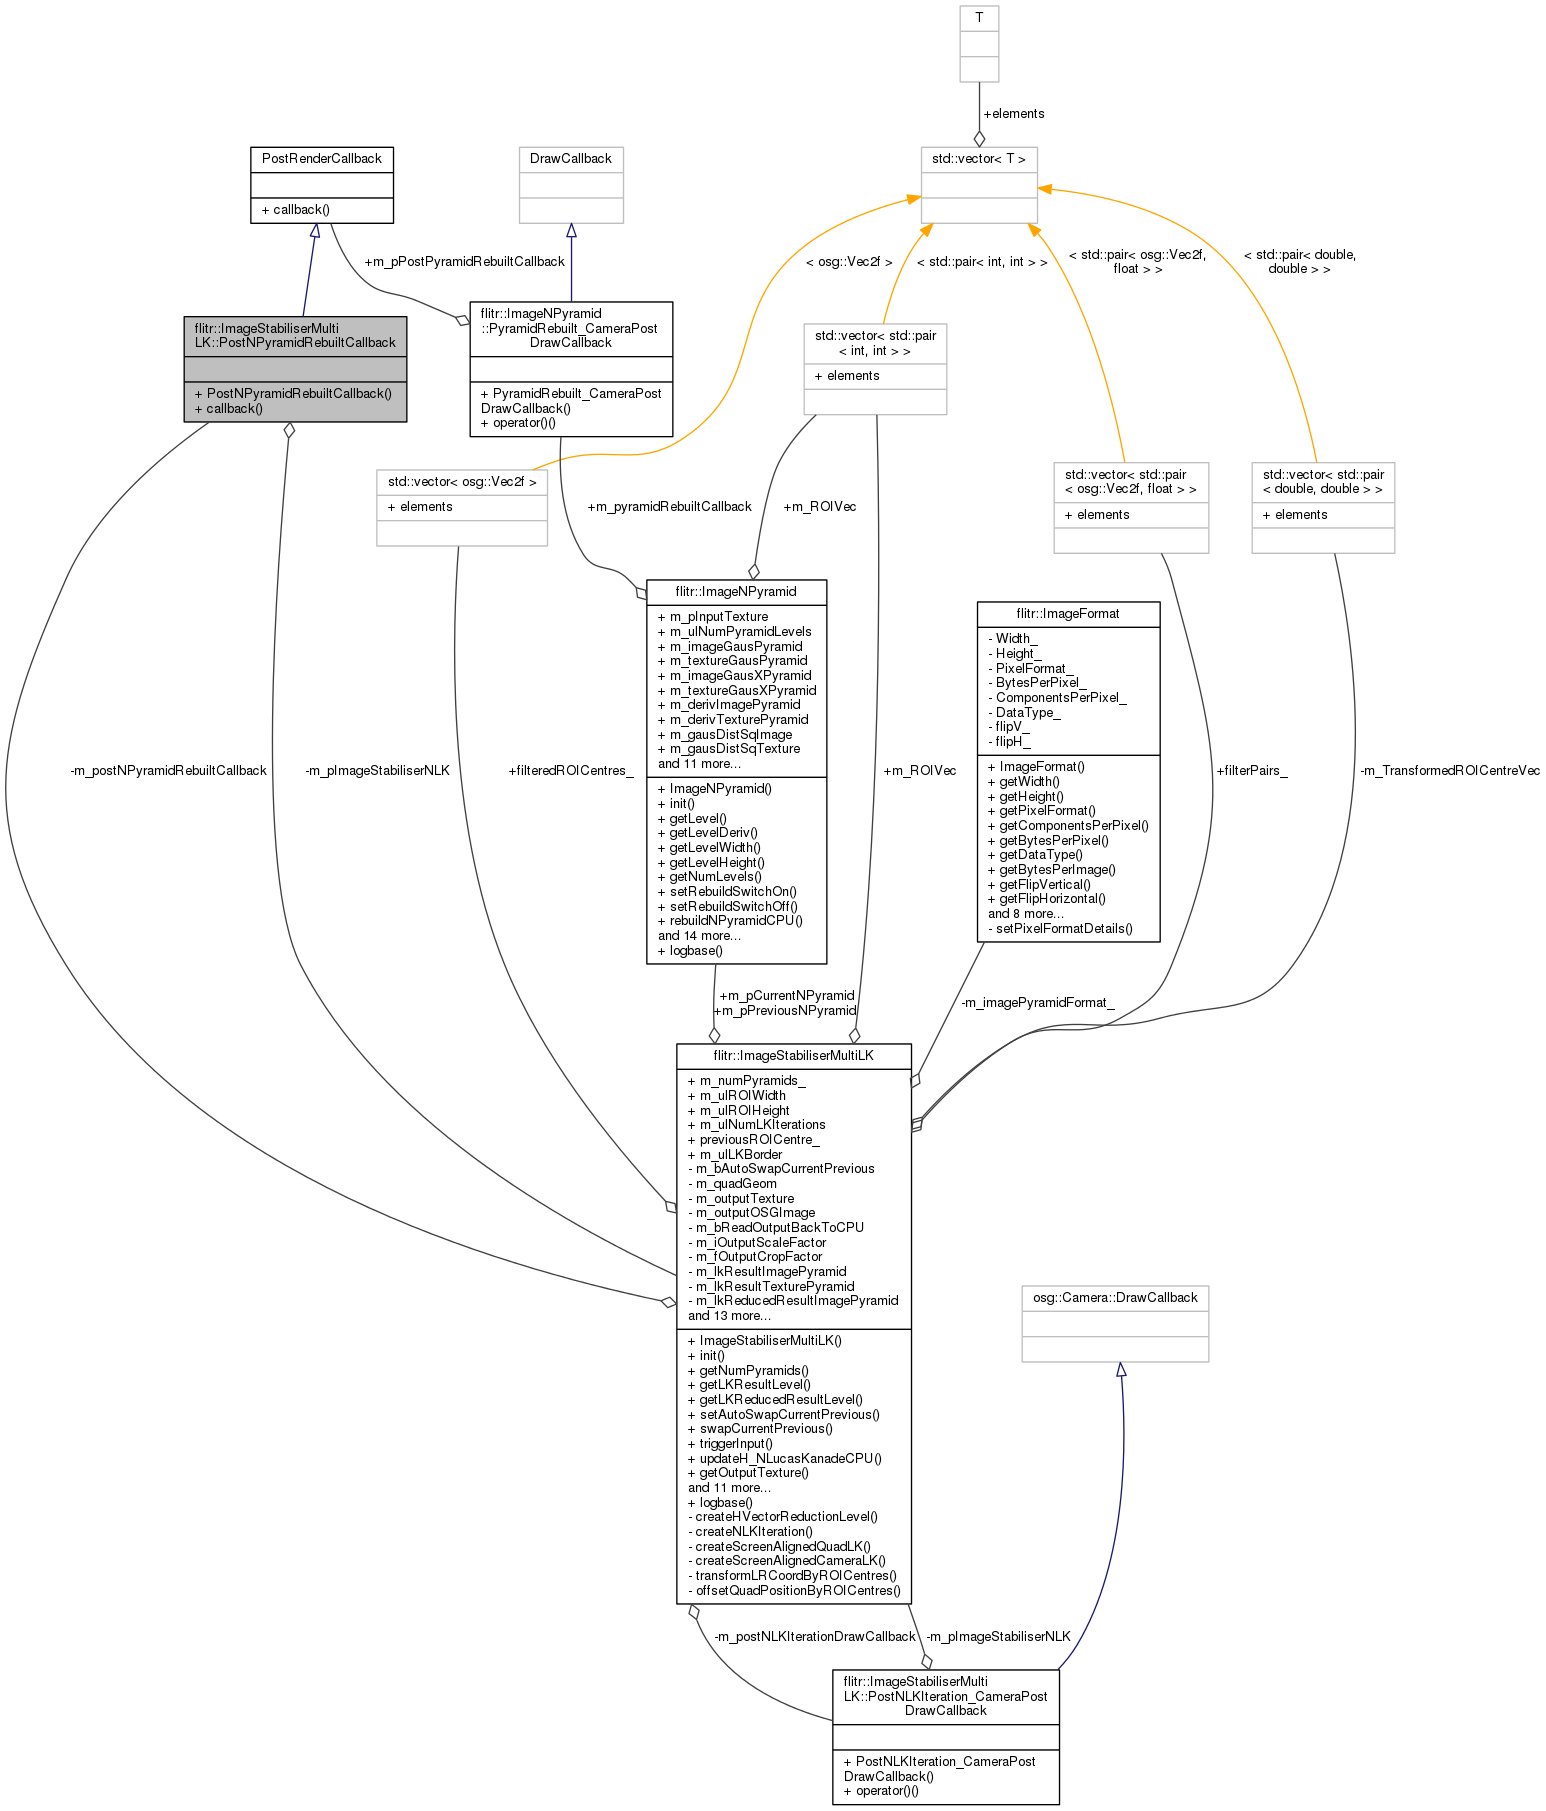 T
+elements
PostRenderCallback
+ callback()
DrawCallback
std::vector< T >
+m_pPostPyramidRebuiltCallback
< osg::Vec2f >
< std::pair< int, int > >
< std::pair< osg::Vec2f,
float > >
< std::pair< double,
double > >
flitr::ImageStabiliserMulti
LK::PostNPyramidRebuiltCallback
+ PostNPyramidRebuiltCallback()
+ callback()
flitr::ImageNPyramid
::PyramidRebuilt_CameraPost
DrawCallback
+ PyramidRebuilt_CameraPost
DrawCallback()
+ operator()()
std::vector< std::pair
< int, int > >
+ elements
std::vector< osg::Vec2f >
+ elements
std::vector< std::pair
< osg::Vec2f, float > >
+ elements
std::vector< std::pair
< double, double > >
+ elements
+m_pyramidRebuiltCallback
+m_ROIVec
flitr::ImageNPyramid
+ m_pInputTexture
+ m_ulNumPyramidLevels
+ m_imageGausPyramid
+ m_textureGausPyramid
+ m_imageGausXPyramid
+ m_textureGausXPyramid
+ m_derivImagePyramid
+ m_derivTexturePyramid
+ m_gausDistSqImage
+ m_gausDistSqTexture
and 11 more...
+ ImageNPyramid()
+ init()
+ getLevel()
+ getLevelDeriv()
+ getLevelWidth()
+ getLevelHeight()
+ getNumLevels()
+ setRebuildSwitchOn()
+ setRebuildSwitchOff()
+ rebuildNPyramidCPU()
and 14 more...
+ logbase()
flitr::ImageFormat
- Width_
- Height_
- PixelFormat_
- BytesPerPixel_
- ComponentsPerPixel_
- DataType_
- flipV_
- flipH_
+ ImageFormat()
+ getWidth()
+ getHeight()
+ getPixelFormat()
+ getComponentsPerPixel()
+ getBytesPerPixel()
+ getDataType()
+ getBytesPerImage()
+ getFlipVertical()
+ getFlipHorizontal()
and 8 more...
- setPixelFormatDetails()
-m_postNPyramidRebuiltCallback
-m_pImageStabiliserNLK
+filteredROICentres_
+m_ROIVec
+filterPairs_
-m_TransformedROICentreVec
+m_pCurrentNPyramid
+m_pPreviousNPyramid
-m_imagePyramidFormat_
flitr::ImageStabiliserMultiLK
+ m_numPyramids_
+ m_ulROIWidth
+ m_ulROIHeight
+ m_ulNumLKIterations
+ previousROICentre_
+ m_ulLKBorder
- m_bAutoSwapCurrentPrevious
- m_quadGeom
- m_outputTexture
- m_outputOSGImage
- m_bReadOutputBackToCPU
- m_iOutputScaleFactor
- m_fOutputCropFactor
- m_lkResultImagePyramid
- m_lkResultTexturePyramid
- m_lkReducedResultImagePyramid
and 13 more...
+ ImageStabiliserMultiLK()
+ init()
+ getNumPyramids()
+ getLKResultLevel()
+ getLKReducedResultLevel()
+ setAutoSwapCurrentPrevious()
+ swapCurrentPrevious()
+ triggerInput()
+ updateH_NLucasKanadeCPU()
+ getOutputTexture()
and 11 more...
+ logbase()
- createHVectorReductionLevel()
- createNLKIteration()
- createScreenAlignedQuadLK()
- createScreenAlignedCameraLK()
- transformLRCoordByROICentres()
- offsetQuadPositionByROICentres()
osg::Camera::DrawCallback
-m_postNLKIterationDrawCallback
-m_pImageStabiliserNLK
flitr::ImageStabiliserMulti
LK::PostNLKIteration_CameraPost
DrawCallback
+ PostNLKIteration_CameraPost
DrawCallback()
+ operator()()